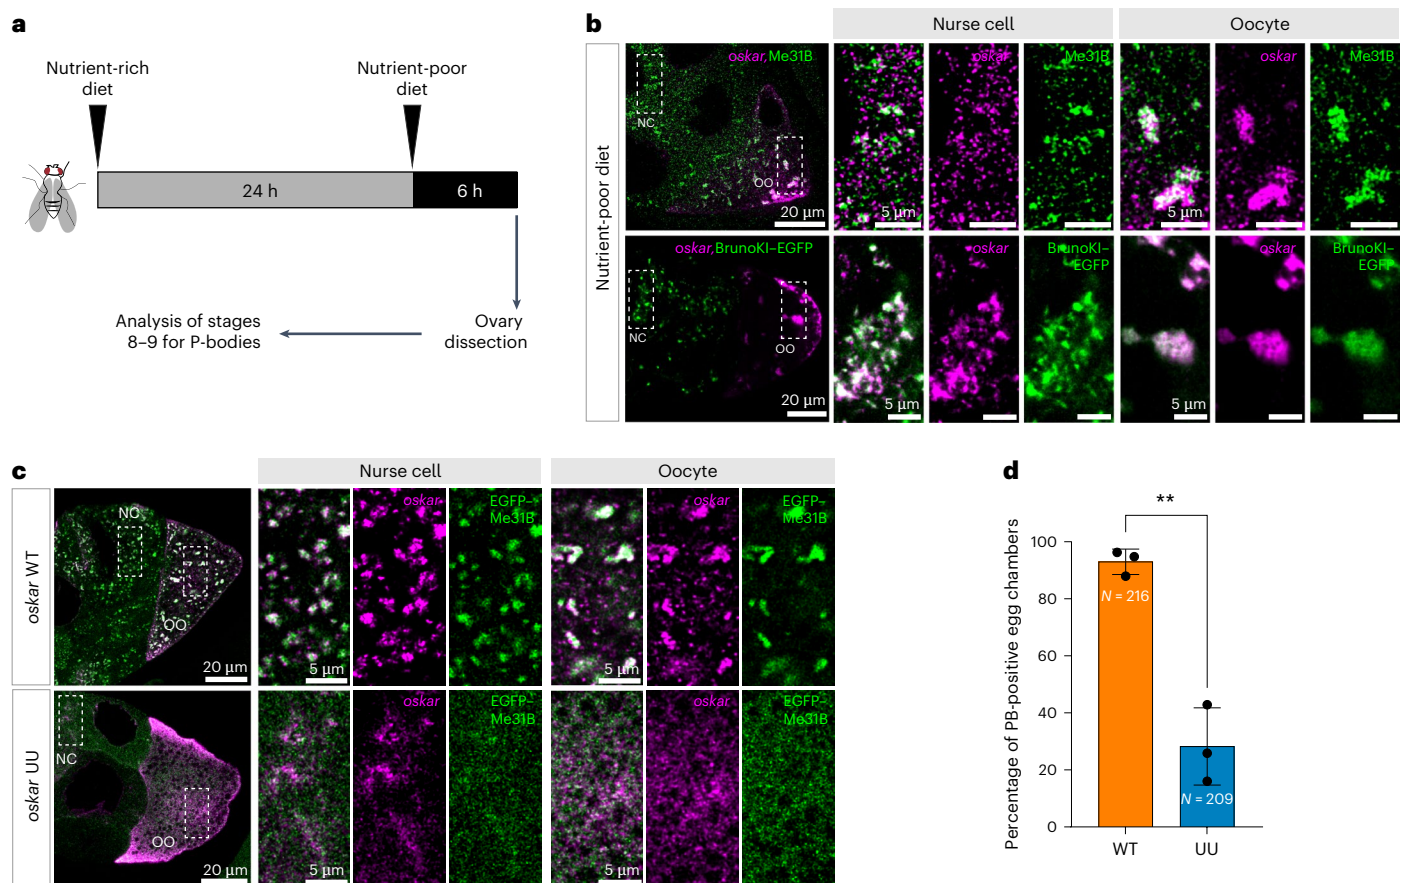 a
Nutrient-rich
diet
Nutrient-poor
diet
24 h
6 h
Ovary
dissection
Analysis of stages
8–9 for P-bodies
b
Nurse cell
Oocyte
Nutrient-poor diet
oskar,Me31B
NC
OO
20 µm
5 µm
oskar
Me31B
5 µm
oskar
Me31B
oskar,BrunoKI–EGFP
NC
OO
20 µm
5 µm
oskar
BrunoKI–
EGFP
5 µm
oskar
BrunoKI–
EGFP
c
Nurse cell
Oocyte
oskar WT
NC
OO
20 µm
5 µm
oskar
EGFP–
Me31B
5 µm
oskar
EGFP–
Me31B
oskar UU
NC
OO
20 µm
5 µm
oskar
EGFP–
Me31B
5 µm
oskar
EGFP–
Me31B
d
Percentage of PB-positive egg chambers
**
100
80
60
40
20
0
N = 216
N = 209
WT
UU